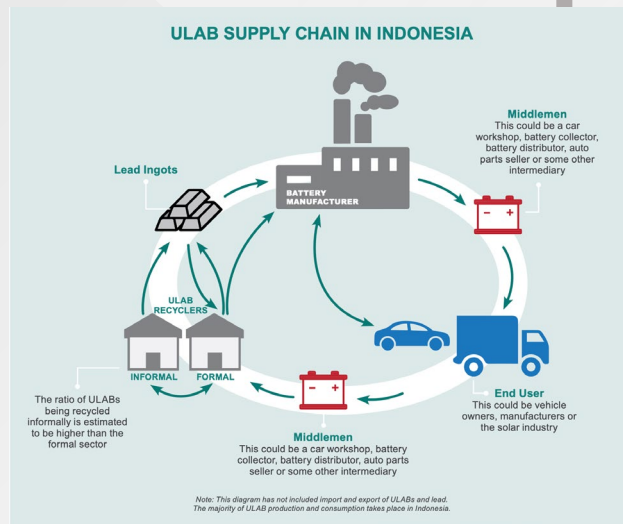 ULAB SUPPLY CHAIN IN INDONESIA
Middlemen
This could be a car
workshop, battery collector,
battery distributor, auto
parts seller or some other
intermediary
Lead Ingots
BATTERY
MANUFACTURER
- +
ULAB
RECYCLERS
INFORMAL FORMAL
- +
The ratio of ULABs
being recycled
informally is estimated
to be higher than the
formal sector
End User
This could be vehicle
owners, manufacturers or
the solar industry
Middlemen
This could be a car workshop, battery
collector, battery distributor, auto parts
seller or some other intermediary
Note: This diagram has not included import and export of ULABs and lead.
The majority of ULAB production and consumption takes place in Indonesia.